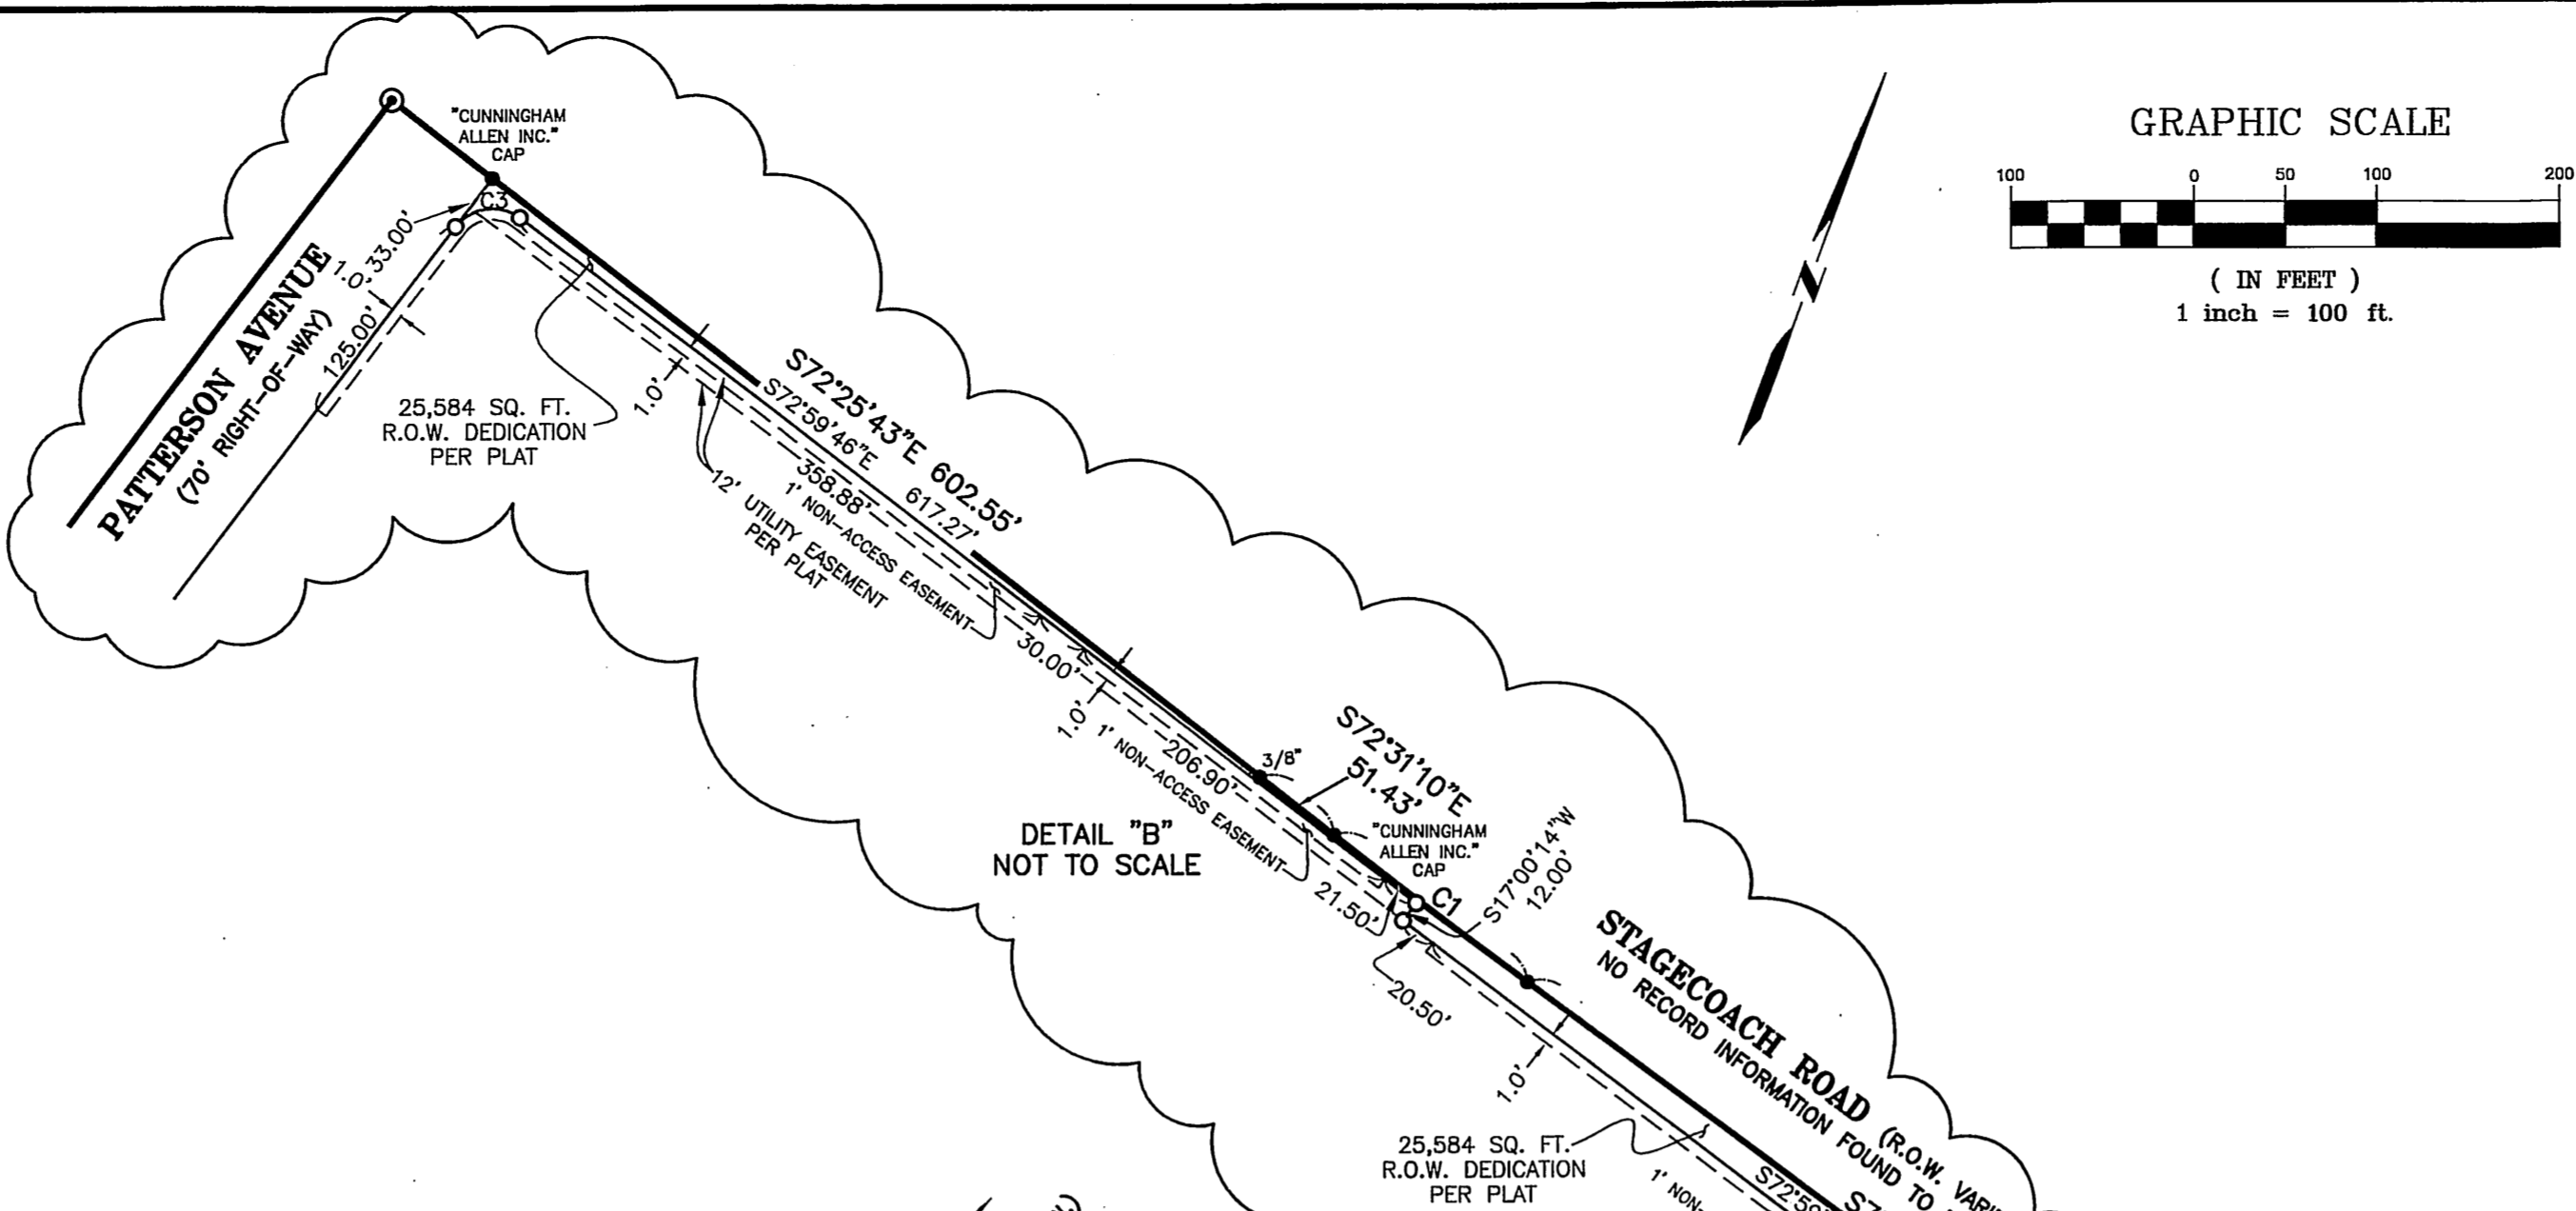 "CUNNINGHAM
ALLEN INC."
CAP
C3
33.00'
1.0'
125.00'
PATTERSON AVENUE
(70' RIGHT-OF-WAY)
25,584 SQ. FT.
R.O.W. DEDICATION
PER PLAT
1.0'
S72°25'43"E 602.55'
S72°59'46"E
617.27'
358.88'
1' NON-ACCESS EASEMENT
12' UTILITY EASEMENT
PER PLAT
30.00'
1.0'
206.90'
1' NON-ACCESS EASEMENT
3/8"
S72°31'10"E
51.43'
"CUNNINGHAM
ALLEN INC."
CAP
DETAIL "B"
NOT TO SCALE
C1
S17°00'14"W
12.00'
21.50'
20.50'
1.0'
STAGECOACH ROAD (R.O.W.
NO RECORD INFORMATION FOUND TO
25,584 SQ. FT.
R.O.W. DEDICATION
PER PLAT
1' NON-
N
GRAPHIC SCALE
100 0 50 100 200
( IN FEET )
1 inch = 100 ft.